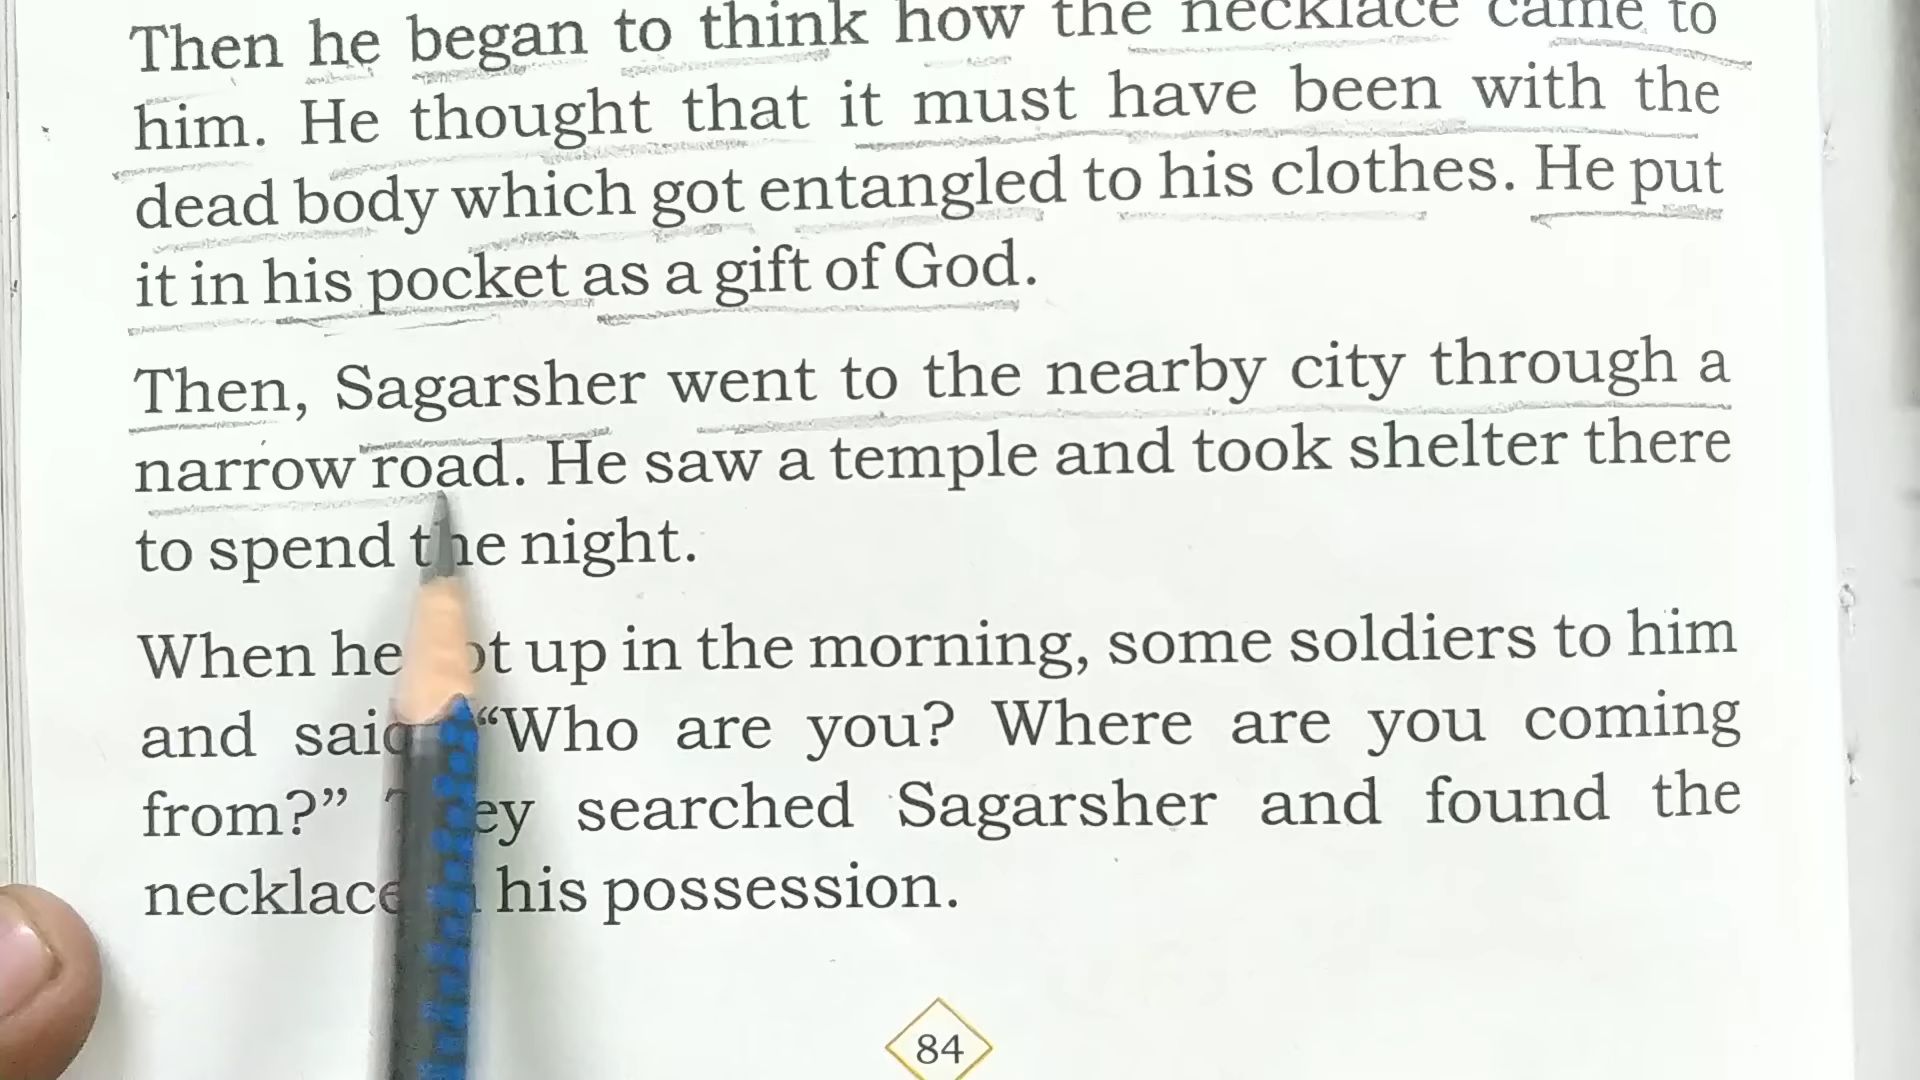 Then he began to think how the necklace came to
him. He thought that it must have been with the
dead body which got entangled to his clothes. He put
it in his pocket as a gift of God.
Then, Sagarsher went to the nearby city through a
narrow road. He saw a temple and took shelter there
to spend the night.
When he up in the morning, some soldiers to him
and said “Who are you? Where are you coming
from?” They searched Sagarsher and found the
necklace his possession.
84